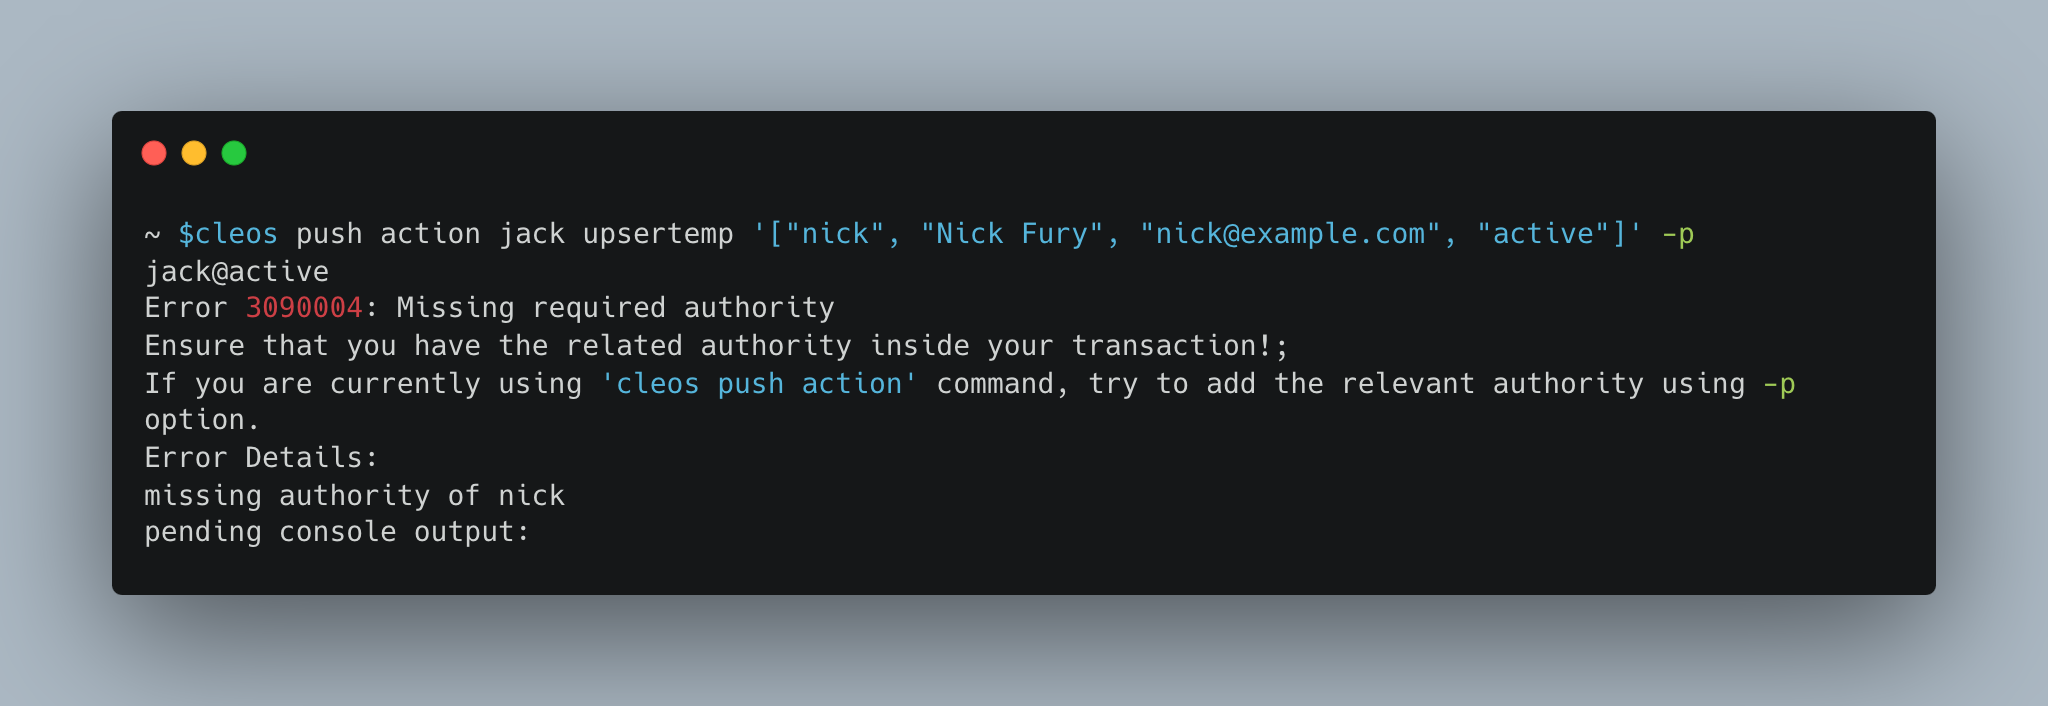 ~ $cleos push action jack upsertemp '["nick", "Nick Fury", "nick@example.com", "active"]' -p
jack@active
Error 3090004: Missing required authority
Ensure that you have the related authority inside your transaction!;
If you are currently using 'cleos push action' command, try to add the relevant authority using -p
option.
Error Details:
missing authority of nick
pending console output: